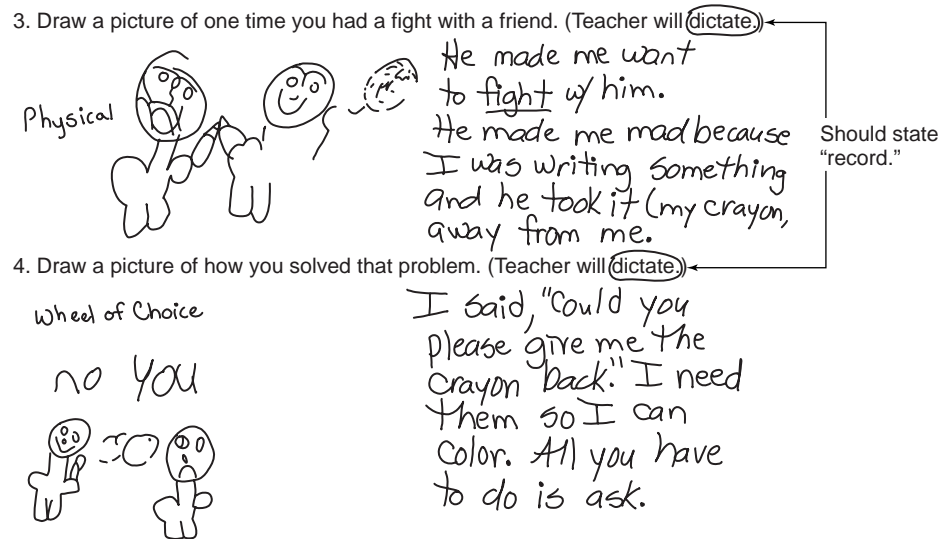 3. Draw a picture of one time you had a fight with a friend. (Teacher will dictate.)
Physical
He made me want
to fight w/ him.
He made me mad because
I was writing something
and he took it (my crayon,
away from me.
Should state
“record.”
4. Draw a picture of how you solved that problem. (Teacher will dictate.)
Wheel of Choice
no you
I said, "Could you
please give me the
crayon back." I need
them so I can
color. All you have
to do is ask.